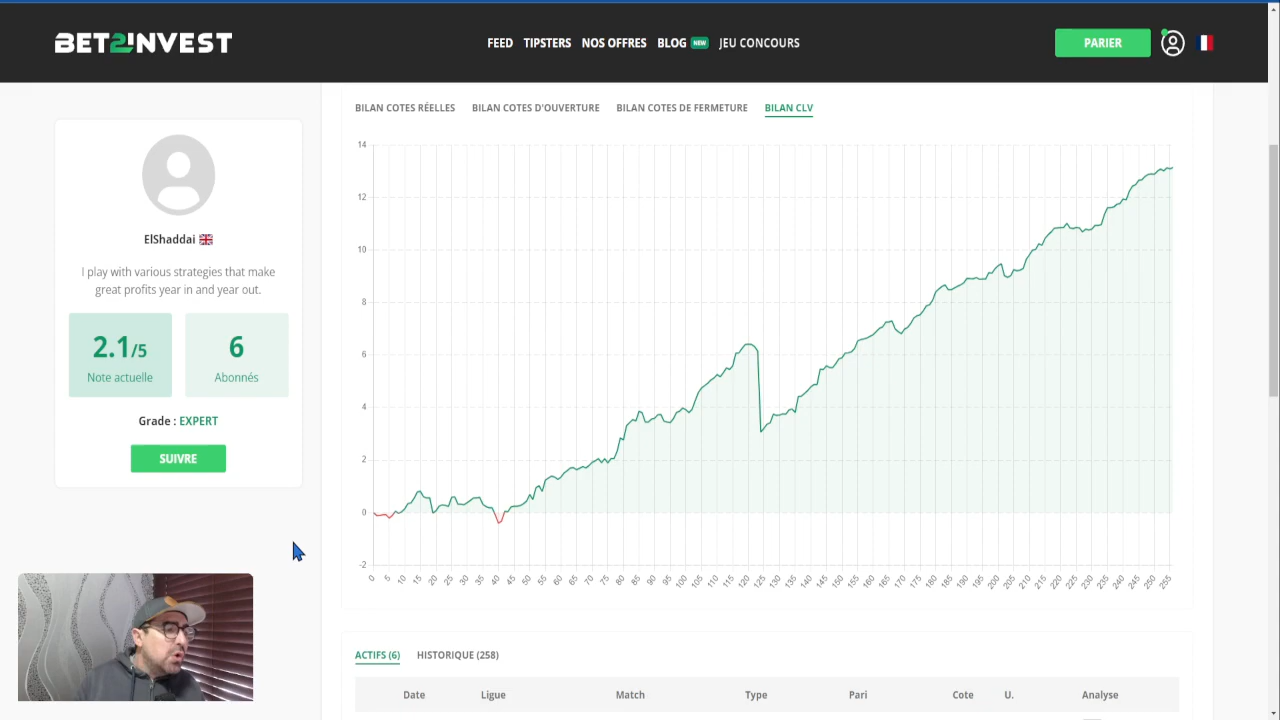 BET2INVEST
FEED TIPSTERS NOS OFFRES BLOG NEW JEU CONCOURS
PARIER
BILAN COTES RÉELLES BILAN COTES D'OUVERTURE BILAN COTES DE FERMETURE BILAN CLV
ElShaddai
I play with various strategies that make
great profits year in and year out.
2.1/5
Note actuelle
6
Abonnés
Grade : EXPERT
SUIVRE
14
12
10
8
6
4
2
0
-2
0 5 10 15 20 25 30 35 40 45 50 55 60 65 70 75 80 85 90 95 100 105 110 115 120 125 130 135 140 145 150 155 160 165 170 175 180 185 190 195 200 205 210 215 220 225 230 235 240 245 250 255
ACTIFS (6) HISTORIQUE (258)
Date Ligue Match Type Pari Cote U. Analyse